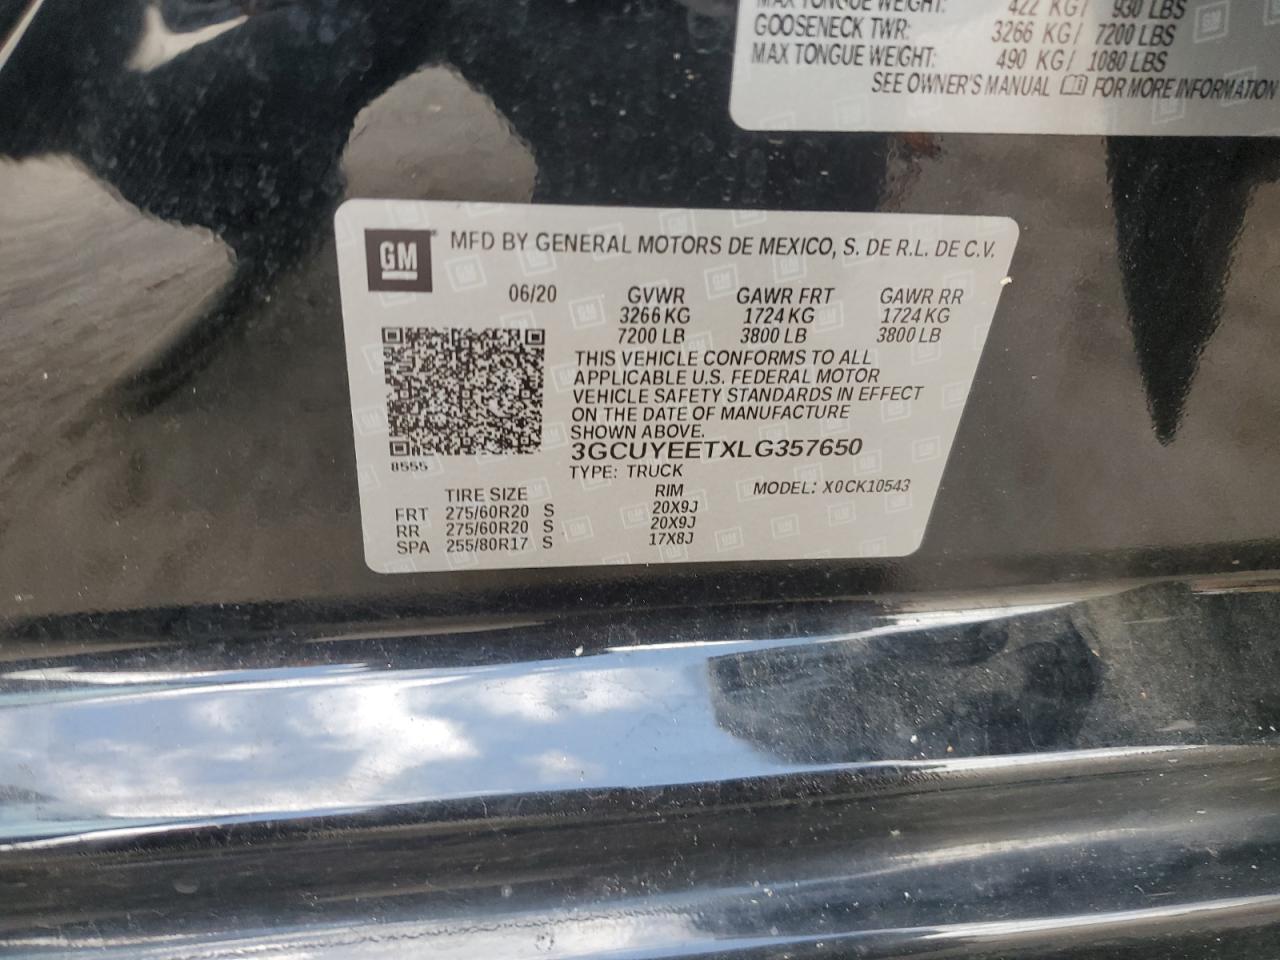 MAX TONGUE WEIGHT: 422 KG/ 930 LBS
GOOSENECK TWR: 3266 KG/ 7200 LBS
MAX TONGUE WEIGHT: 490 KG/ 1080 LBS
SEE OWNER'S MANUAL FOR MORE INFORMATION
GM MFD BY GENERAL MOTORS DE MEXICO, S. DE R.L. DE C.V.
06/20 GVWR GAWR FRT GAWR RR
3266 KG 1724 KG 1724 KG
7200 LB 3800 LB 3800 LB
THIS VEHICLE CONFORMS TO ALL
APPLICABLE U.S. FEDERAL MOTOR
VEHICLE SAFETY STANDARDS IN EFFECT
ON THE DATE OF MANUFACTURE
SHOWN ABOVE.
3GCUYEETXLG357650
8555
TYPE: TRUCK
MODEL: X0CK10543
TIRE SIZE RIM
FRT 275/60R20 S 20X9J
RR 275/60R20 S 20X9J
SPA 255/80R17 S 17X8J